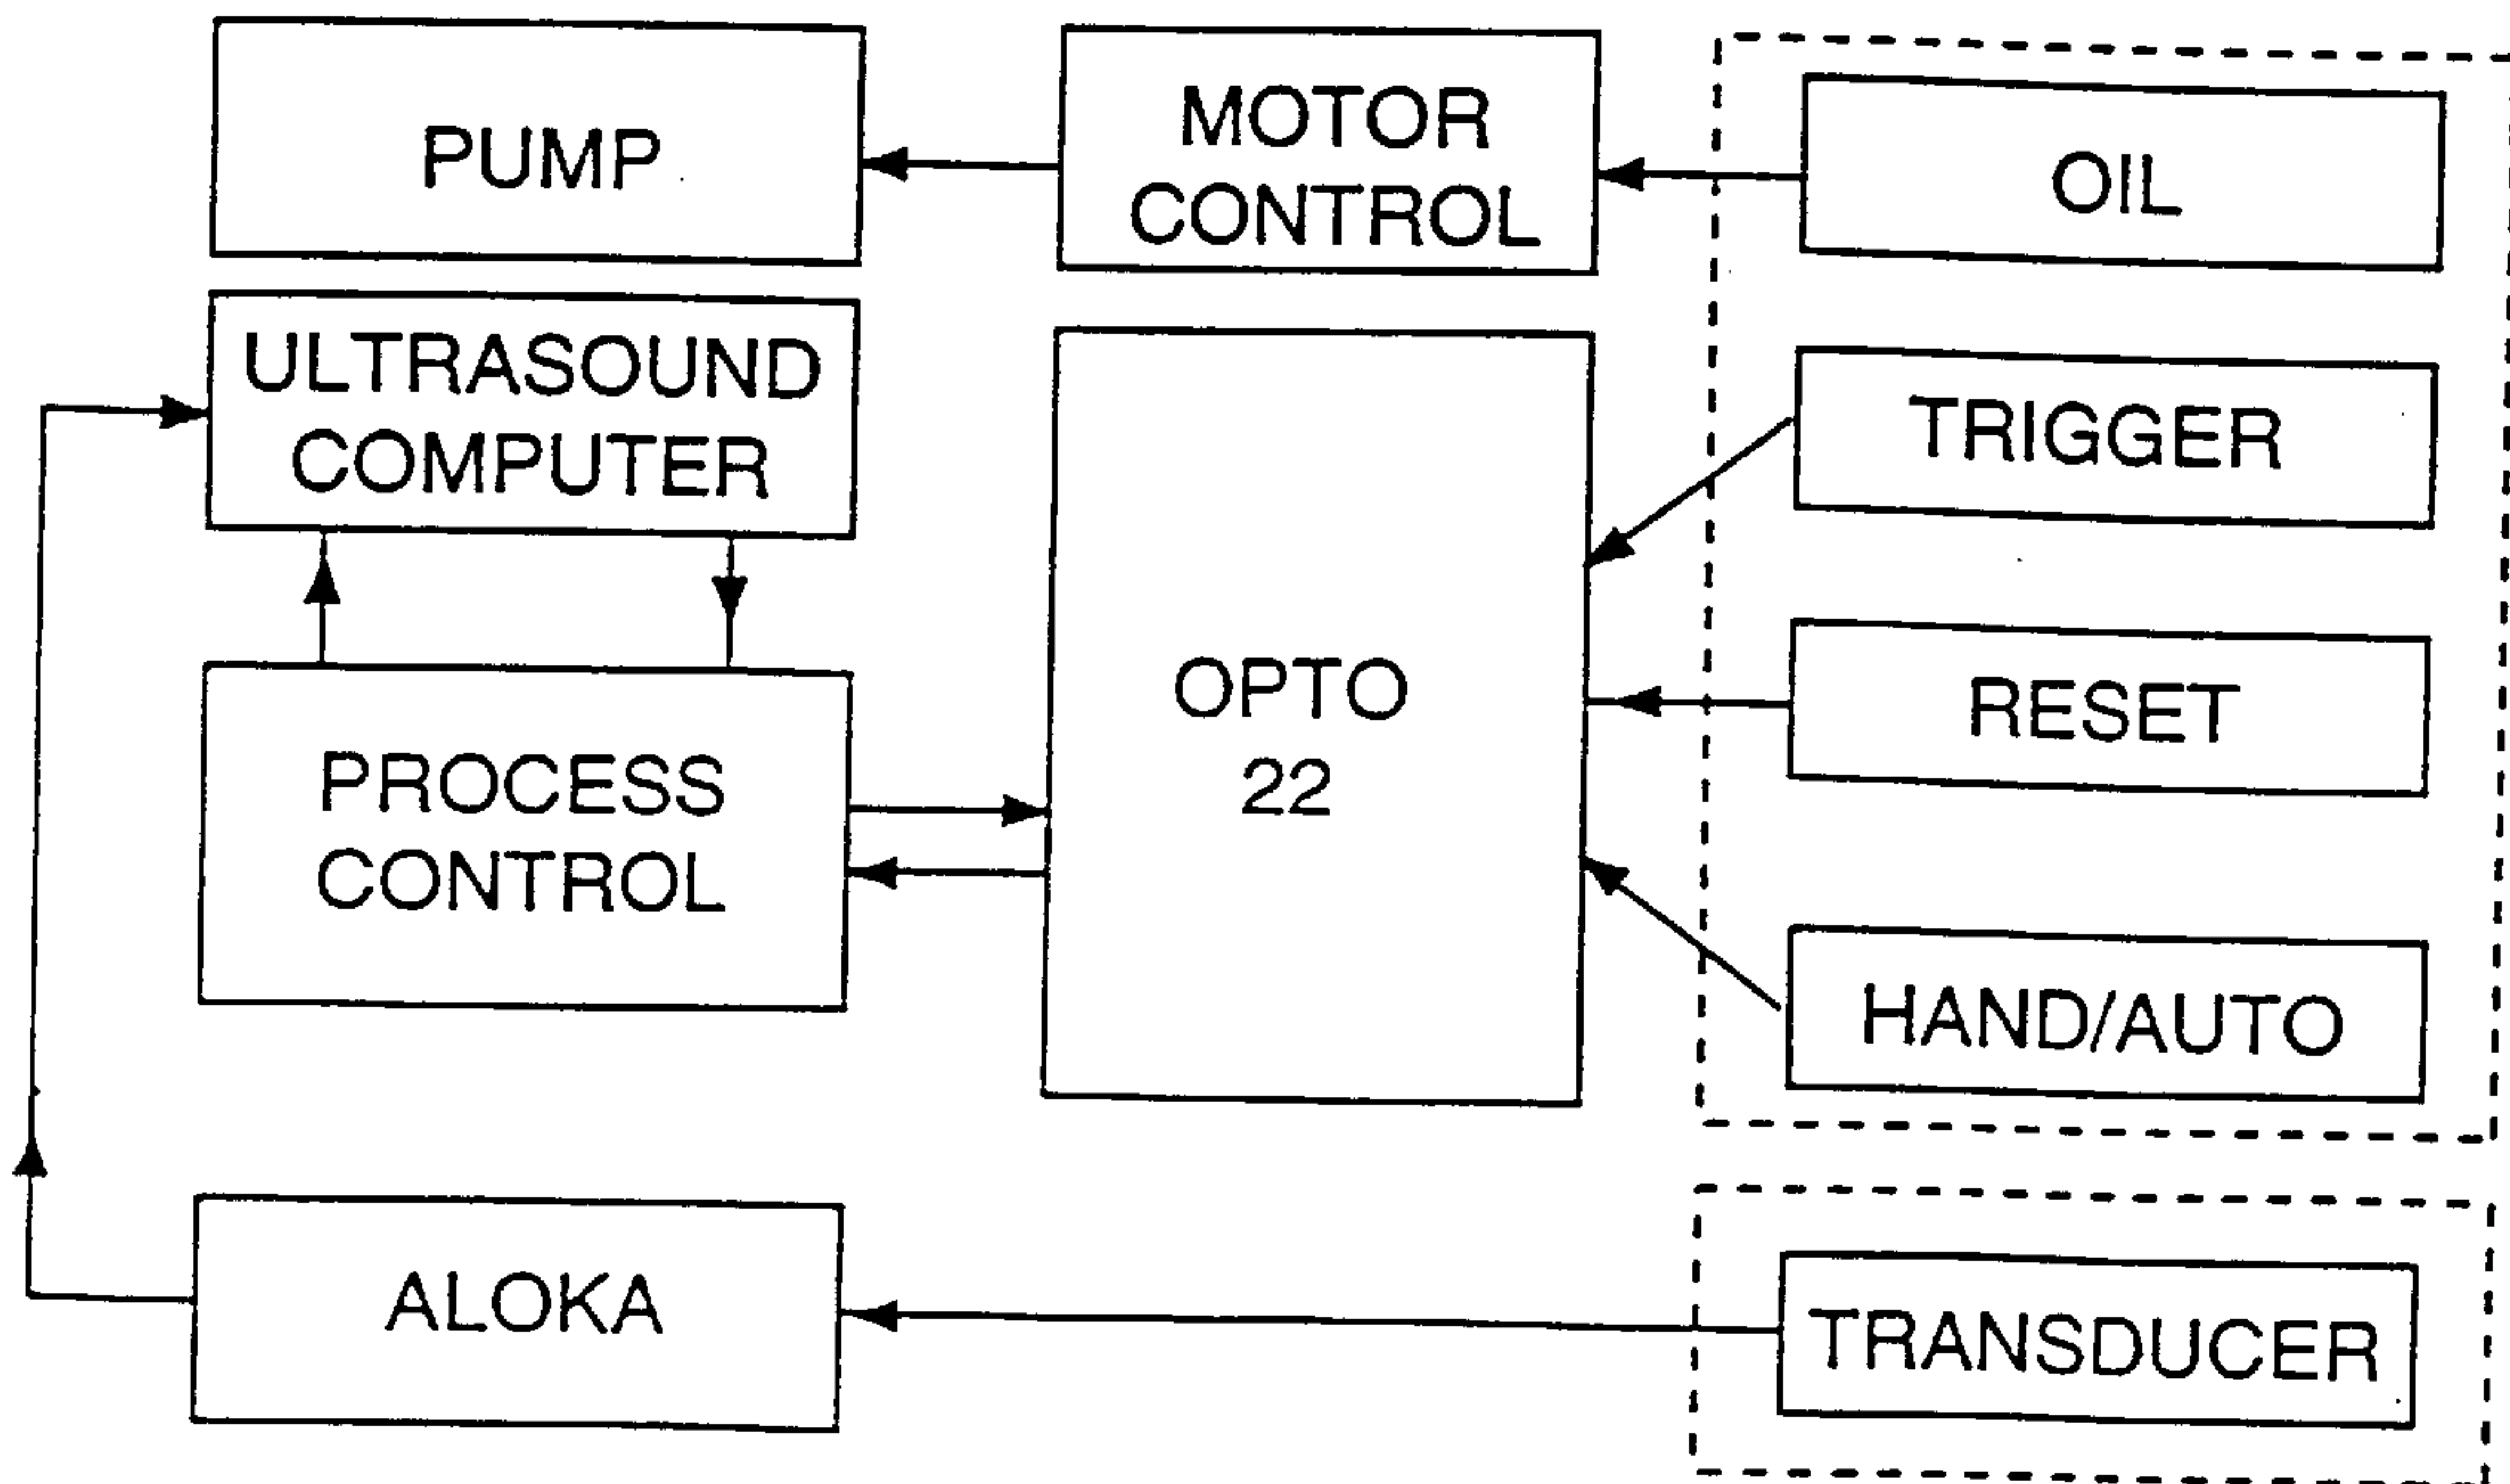 PUMP
MOTOR
CONTROL
OIL
ULTRASOUND
COMPUTER
TRIGGER
OPTO
22
RESET
PROCESS
CONTROL
HAND/AUTO
ALOKA
TRANSDUCER